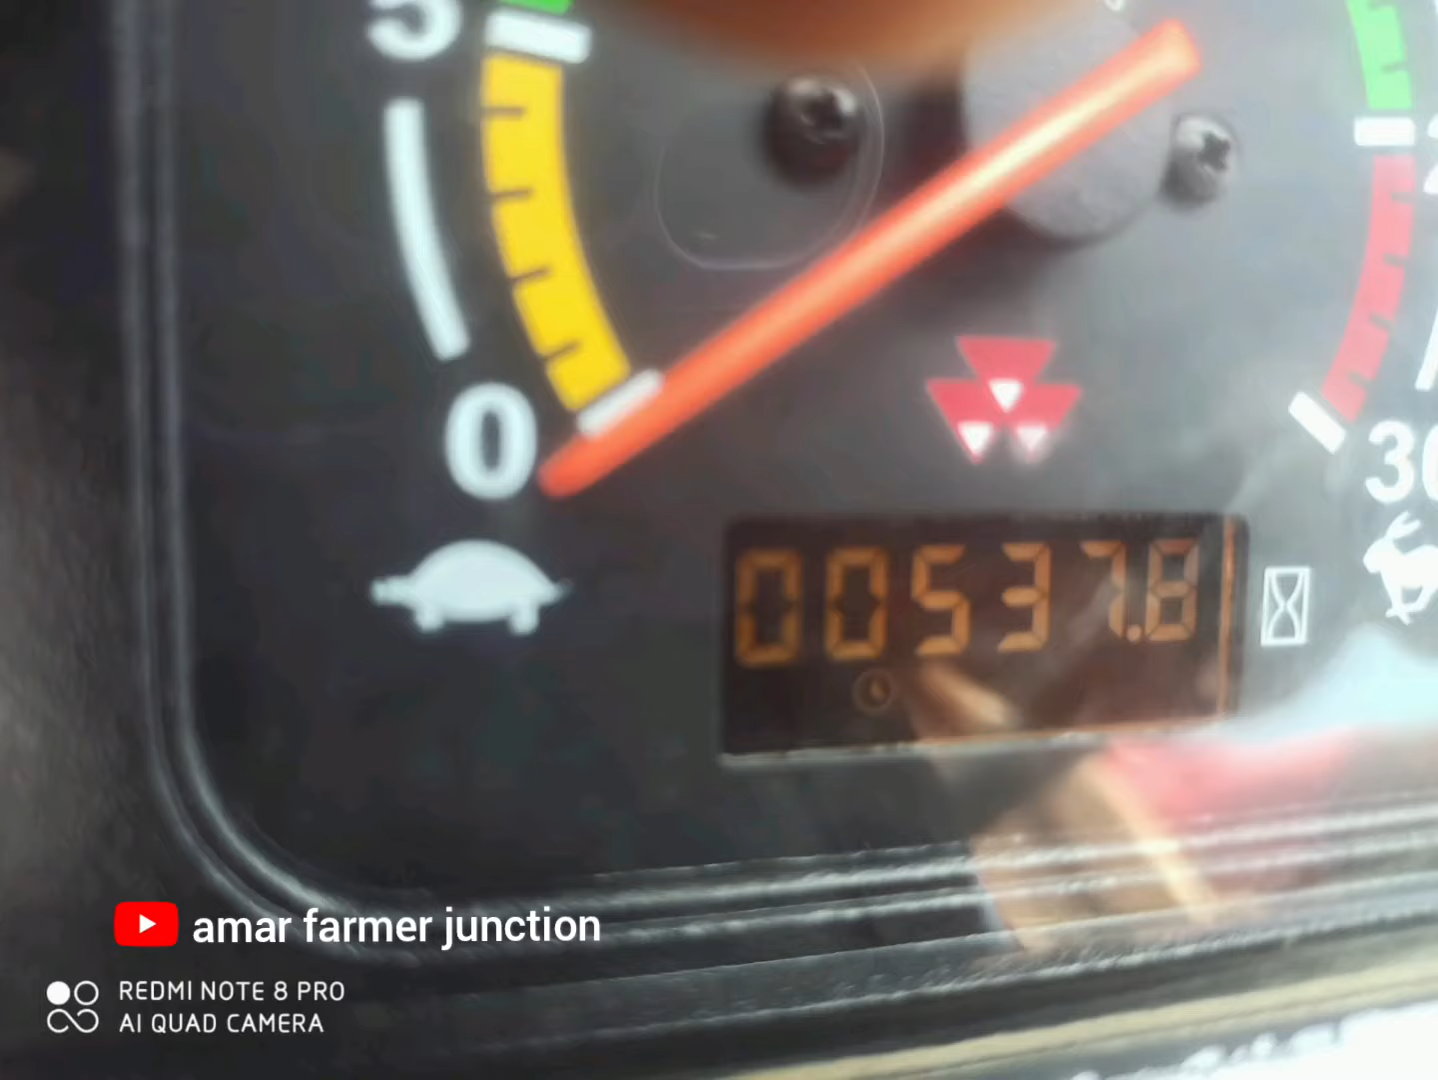 5
0
30
00537.8
amar farmer junction
REDMI NOTE 8 PRO
AI QUAD CAMERA